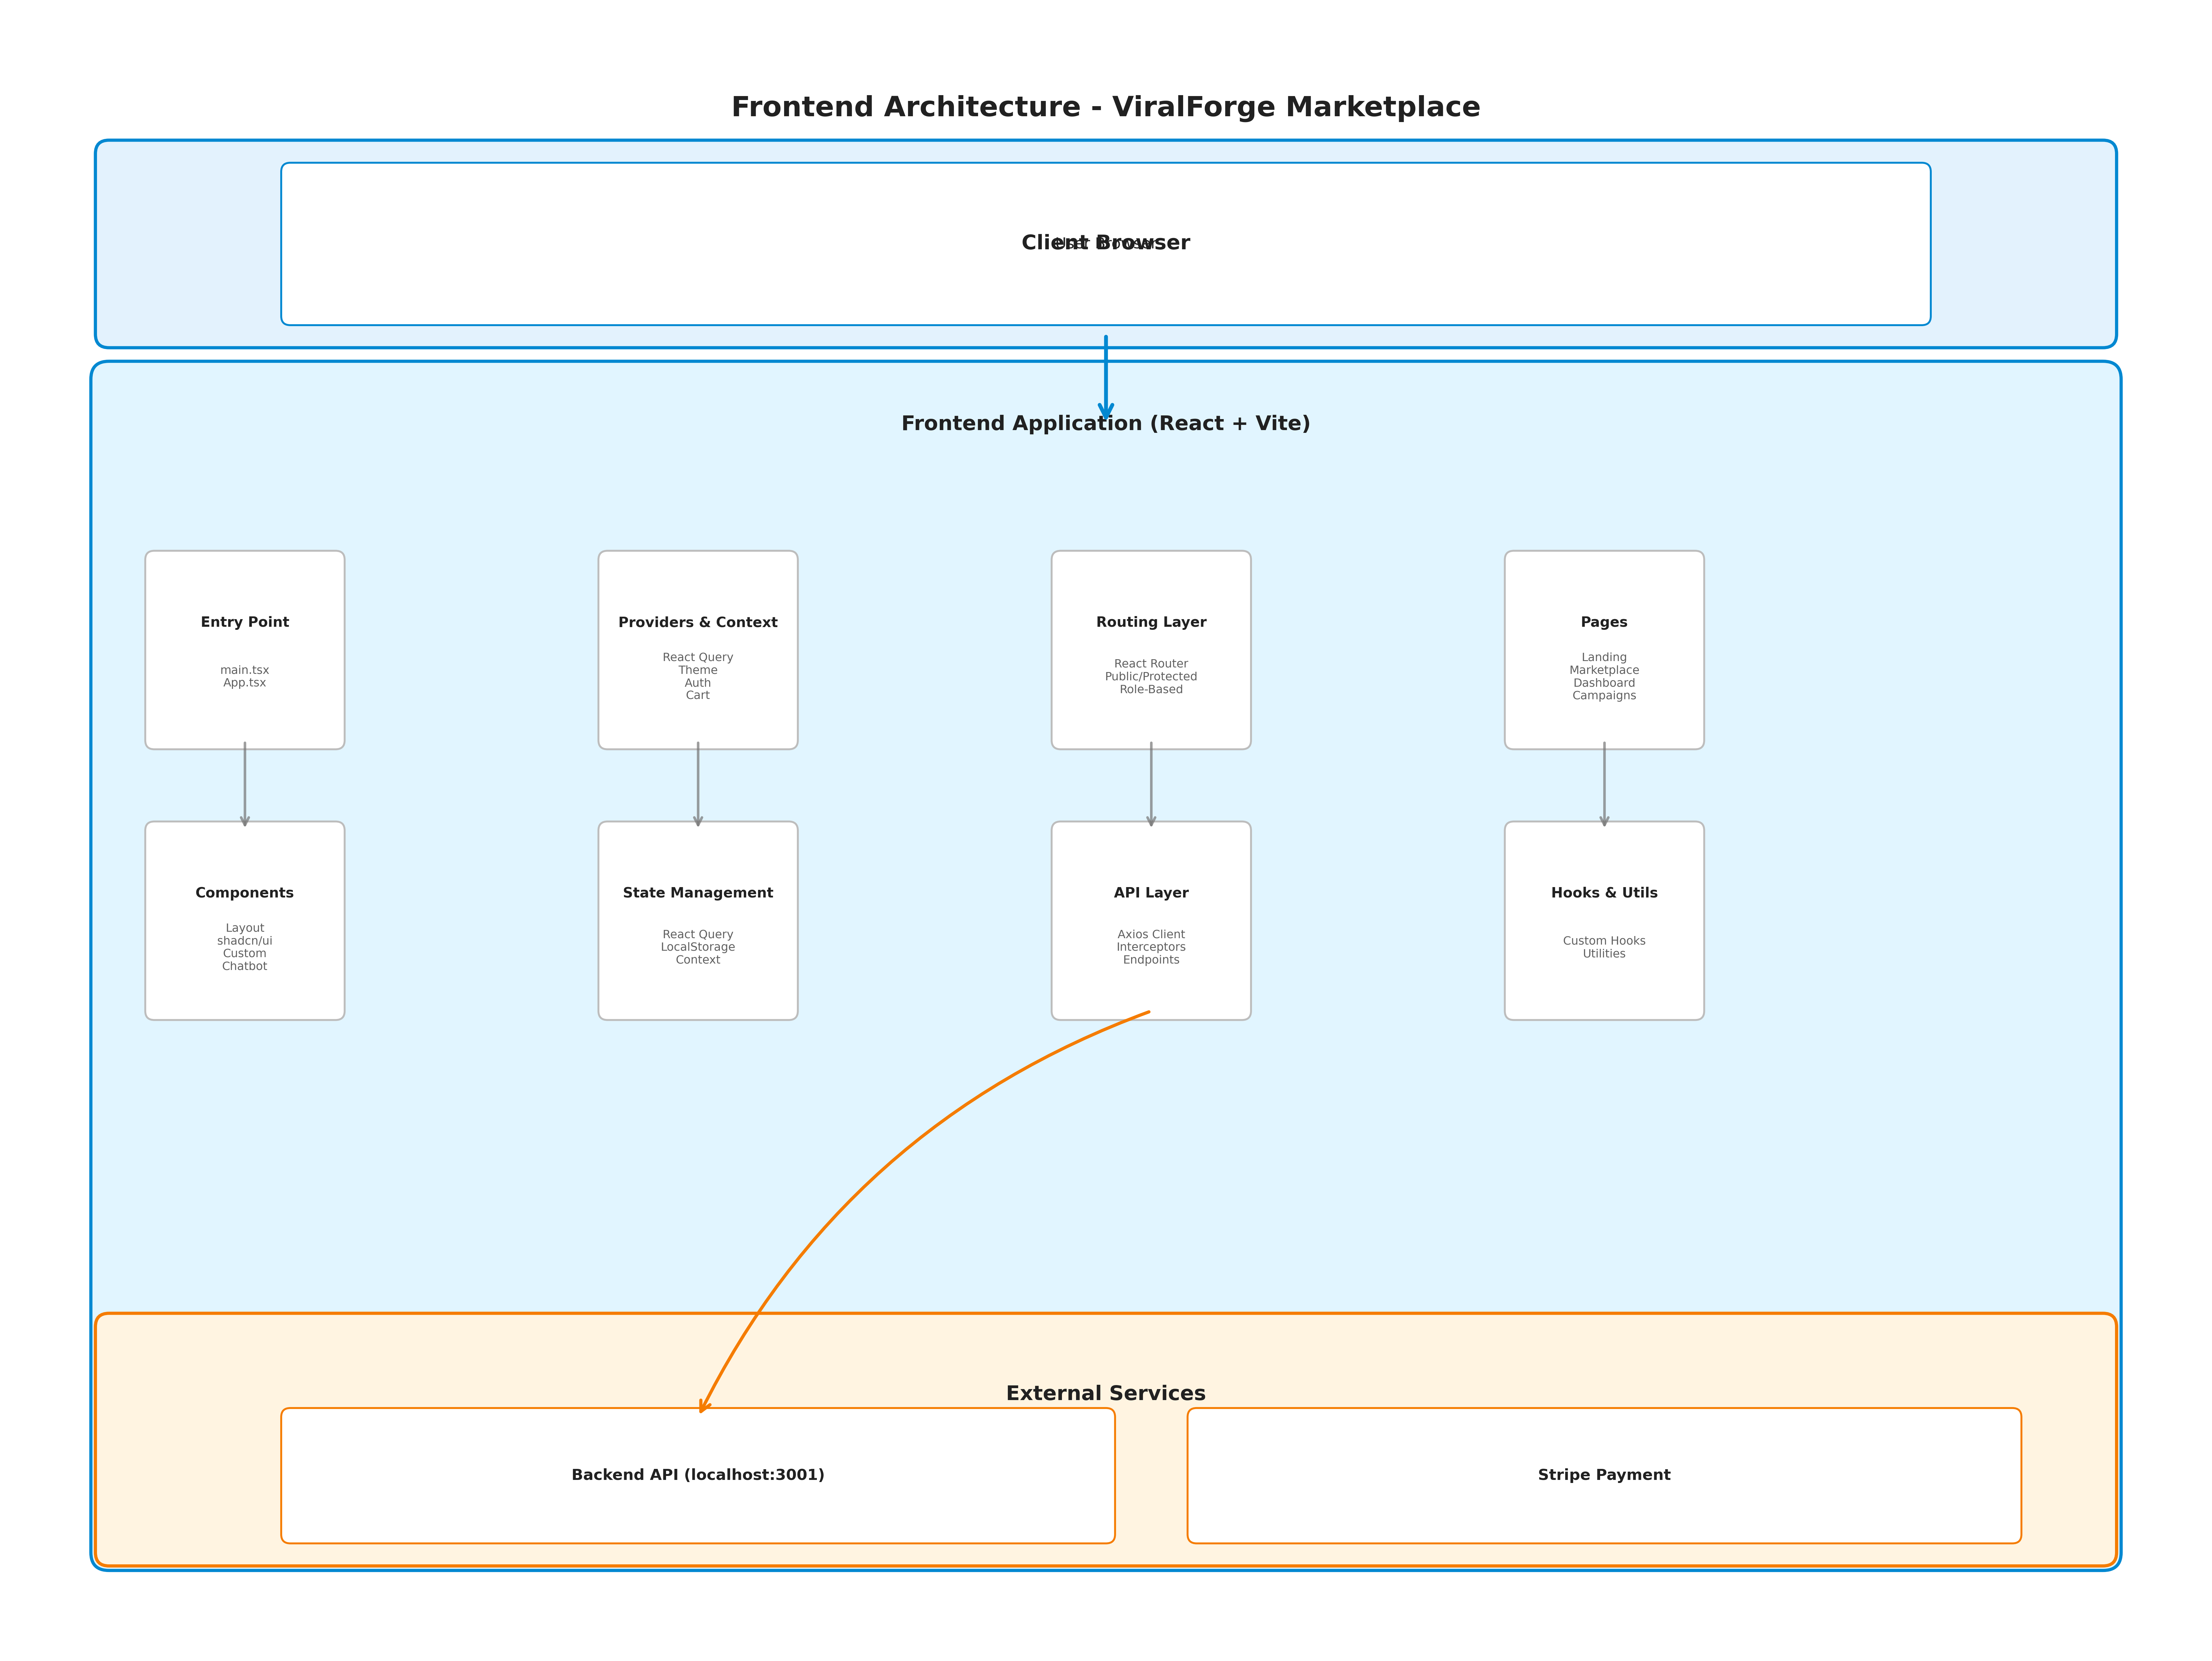 Frontend Architecture - ViralForge Marketplace
Client Browser
User Browser
Frontend Application (React + Vite)
Entry Point
main.tsx
App.tsx
Providers & Context
React Query
Theme
Auth
Cart
Routing Layer
React Router
Public/Protected
Role-Based
Pages
Landing
Marketplace
Dashboard
Campaigns
Components
Layout
shadcn/ui
Custom
Chatbot
State Management
React Query
LocalStorage
Context
API Layer
Axios Client
Interceptors
Endpoints
Hooks & Utils
Custom Hooks
Utilities
External Services
Backend API (localhost:3001)
Stripe Payment